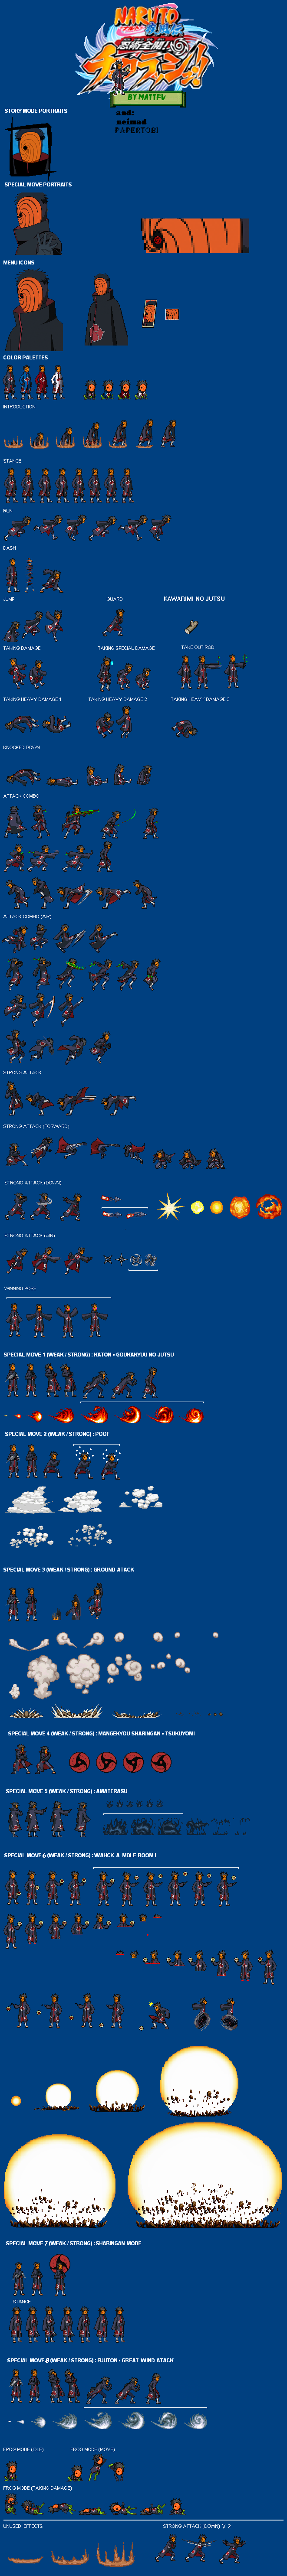 NARUTO
BY MATTFU
and:
neimad
PAPERTOBI
STORY MODE PORTRAITS
SPECIAL MOVE PORTRAITS
MENU ICONS
COLOR PALETTES
INTRODUCTION
STANCE
RUN
DASH
JUMP
GUARD
KAWARIMI NO JUTSU
TAKING DAMAGE
TAKING SPECIAL DAMAGE
TAKE OUT ROD
TAKING HEAVY DAMAGE 1
TAKING HEAVY DAMAGE 2
TAKING HEAVY DAMAGE 3
KNOCKED DOWN
ATTACK COMBO
ATTACK COMBO (AIR)
STRONG ATTACK
STRONG ATTACK (FORWARD)
STRONG ATTACK (DOWN)
STRONG ATTACK (AIR)
WINNING POSE
SPECIAL MOVE 1 (WEAK / STRONG) : KATON • GOUKAKYUU NO JUTSU
SPECIAL MOVE 2 (WEAK / STRONG) : POOF
SPECIAL MOVE 3 (WEAK / STRONG) : GROUND ATACK
SPECIAL MOVE 4 (WEAK / STRONG) : MANGEKYOU SHARINGAN • TSUKUYOMI
SPECIAL MOVE 5 (WEAK / STRONG) : AMATERASU
SPECIAL MOVE 6 (WEAK / STRONG) : WAHCK A MOLE BOOM !
SPECIAL MOVE 7 (WEAK / STRONG) : SHARINGAN MODE
STANCE
SPECIAL MOVE 8 (WEAK / STRONG) : FUUTON • GREAT WIND ATACK
FROG MODE (IDLE)
FROG MODE (MOVE)
FROG MODE (TAKING DAMAGE)
UNUSED EFFECTS
STRONG ATTACK (DOWN) V 2